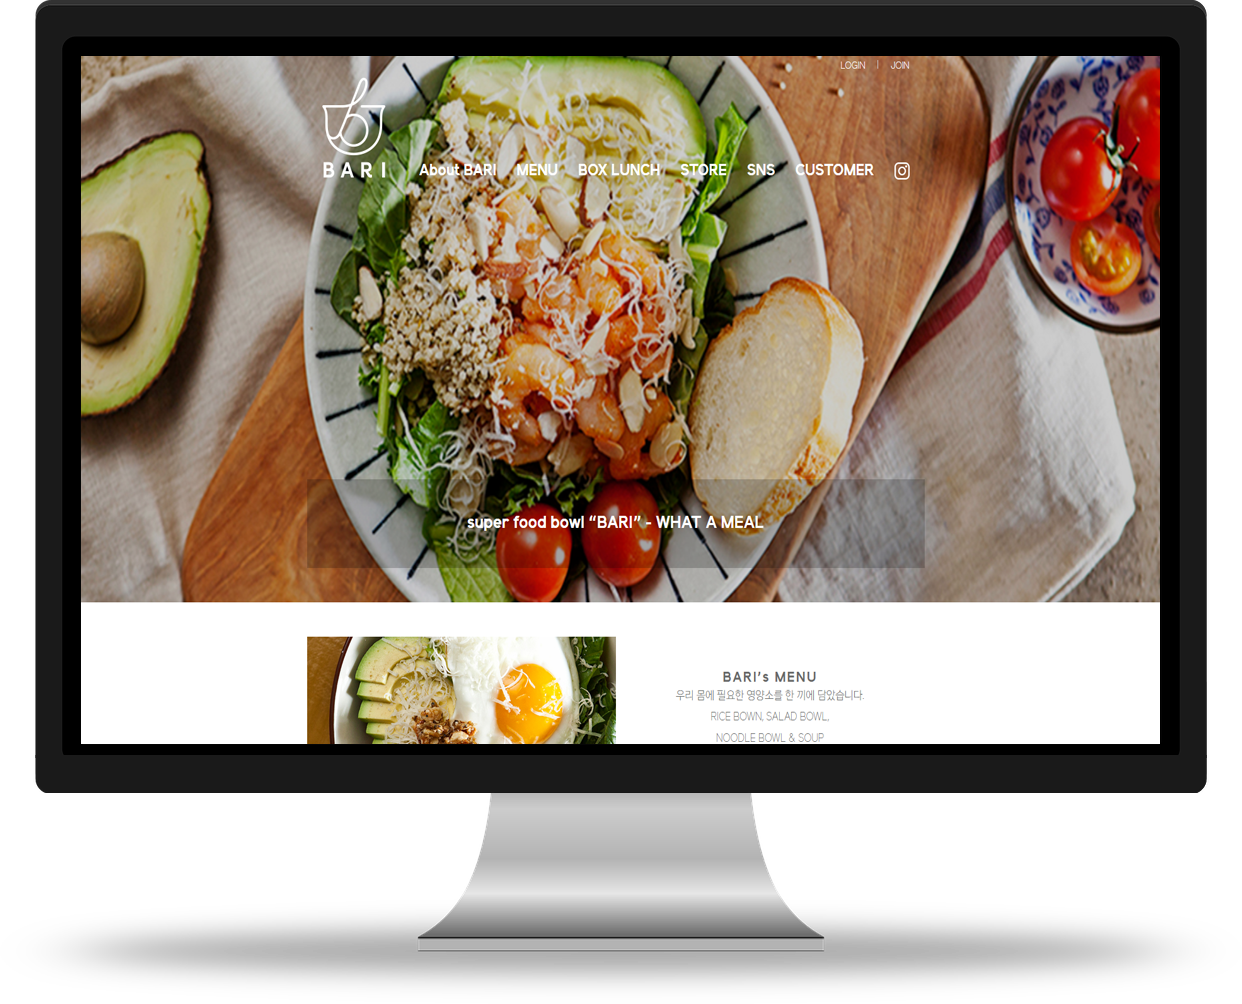 LOGIN | JOIN
BARI
About BARI MENU BOX LUNCH STORE SNS CUSTOMER
super food bowl “BARI” - WHAT A MEAL
BARI's MENU
우리 몸에 필요한 영양소를 한 끼에 담았습니다.
RICE BOWN, SALAD BOWL,
NOODLE BOWL & SOUP